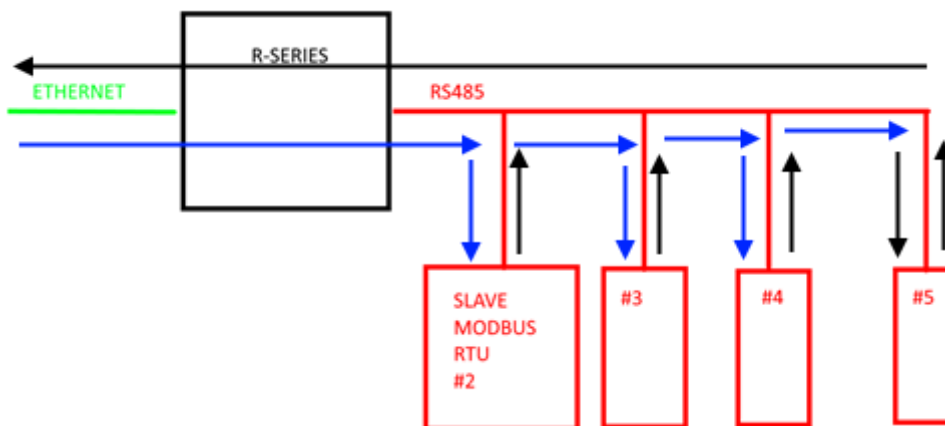 R-SERIES
ETHERNET
RS485
SLAVE
MODBUS
RTU
#2
#3
#4
#5